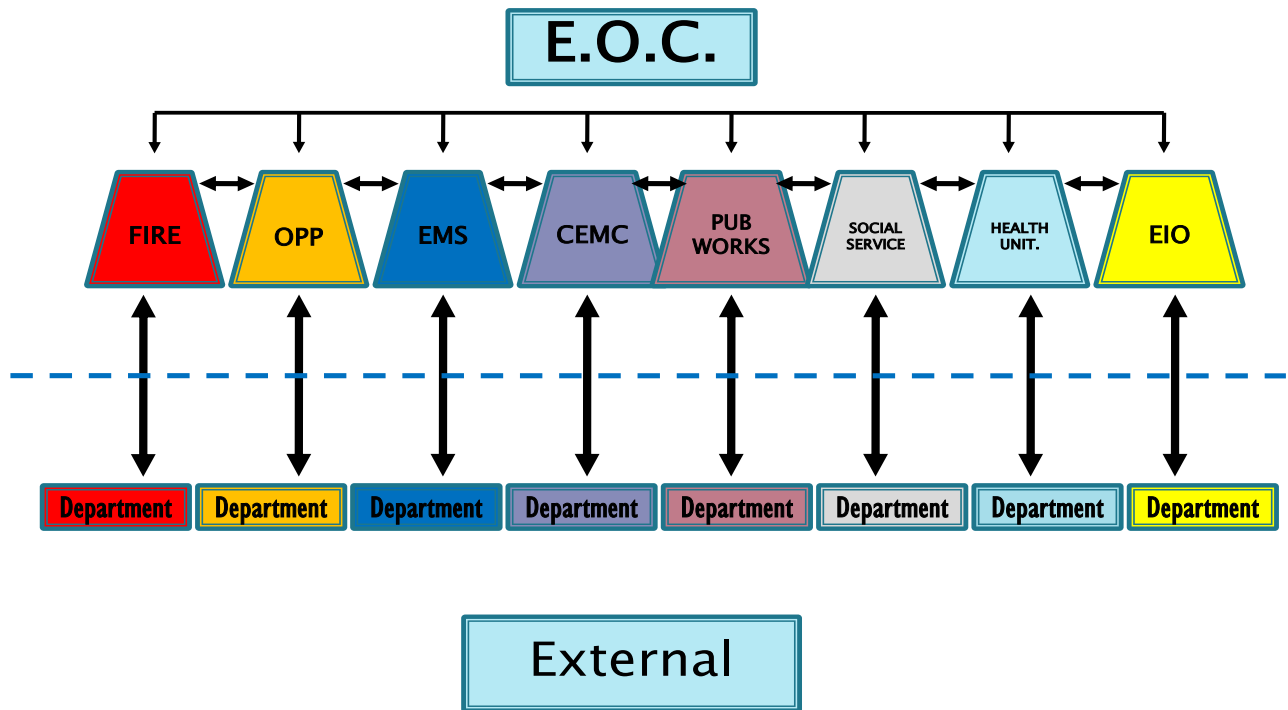 E.O.C.
FIRE
OPP
EMS
CEMC
PUB
WORKS
SOCIAL
SERVICE
HEALTH
UNIT.
EIO
Department
Department
Department
Department
Department
Department
Department
Department
External